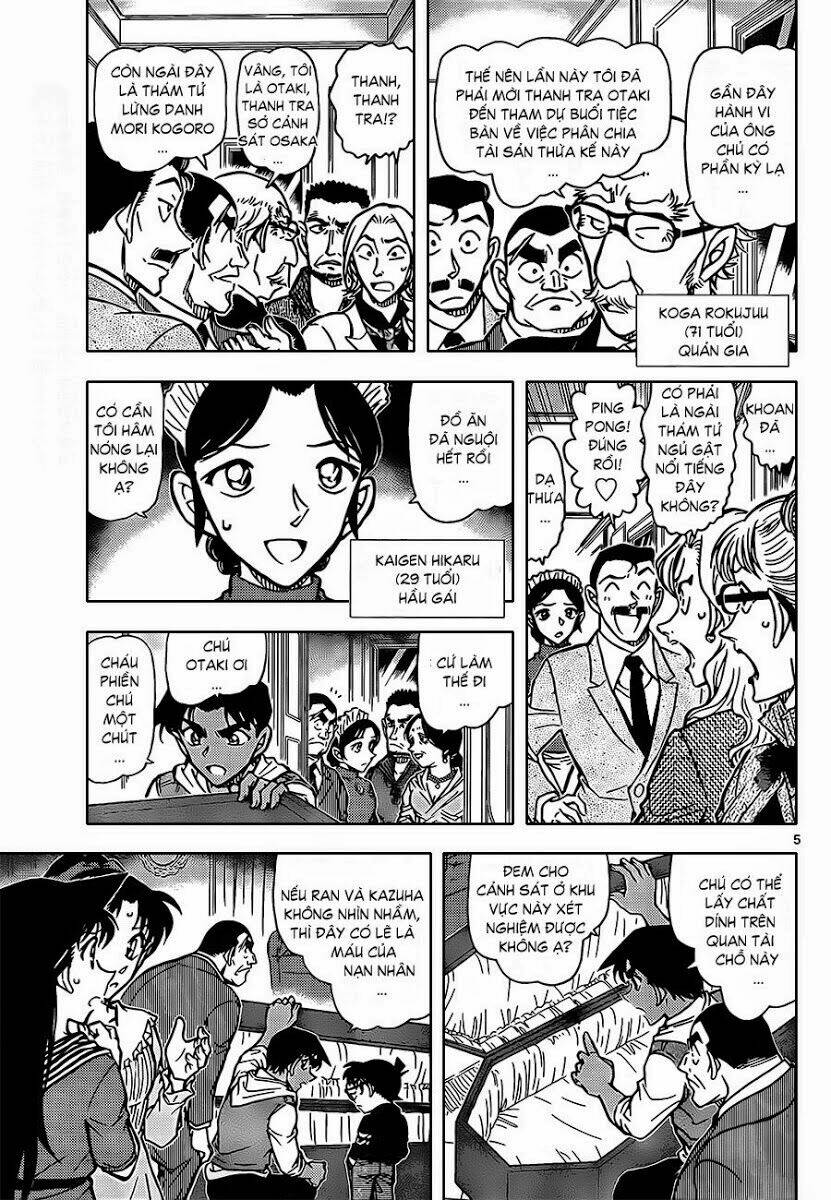 GẦN ĐÂY
HÀNH VI
CỦA ÔNG
CHỦ CÓ
PHẦN KỲ LẠ
...
THẾ NÊN LẦN NÀY TÔI ĐÃ
PHẢI MỜI THANH TRA OTAKI
ĐẾN THAM DỰ BUỔI TIỆC
BÀN VỀ VIỆC PHÂN CHIA
TÀI SẢN THỪA KẾ NÀY
...
KOGA ROKUJUU
(71 TUỔI)
QUẢN GIA
THANH,
THANH
TRA!?
VÂNG, TÔI
LÀ OTAKI,
THANH TRA
SỞ CẢNH
SÁT OSAKA
...
CÒN NGÀI ĐÂY
LÀ THÁM TỬ
LỪNG DANH
MORI KOGORO
...
KHOAN
ĐÃ
...
CÓ PHẢI
LÀ NGÀI
THÁM TỬ
NGỦ GẬT
NỔI TIẾNG
ĐÂY
KHÔNG?
PING
PONG!
ĐÚNG
RỒI!
♡
DẠ
THƯA
...
ĐỒ ĂN
ĐÃ NGUỘI
HẾT RỒI
...
CÓ CẦN
TÔI HÂM
NÓNG LẠI
KHÔNG
Ạ?
KAIGEN HIKARU
(29 TUỔI)
HẦU GÁI
CỨ LÀM
THẾ ĐI
...
CHÚ
OTAKI ƠI
...
CHÁU
PHIỀN
CHÚ
MỘT
CHÚT
...
5
CHÚ CÓ THỂ
LẤY CHẤT
DÍNH TRÊN
QUAN TÀI
CHỖ NÀY
...
ĐEM CHO
CẢNH SÁT Ở KHU
VỰC NÀY XÉT
NGHIỆM ĐƯỢC
KHÔNG Ạ?
NẾU RAN VÀ KAZUHA
KHÔNG NHÌN NHẦM,
THÌ ĐÂY CÓ LẼ LÀ
MÁU CỦA
NẠN NHÂN
...